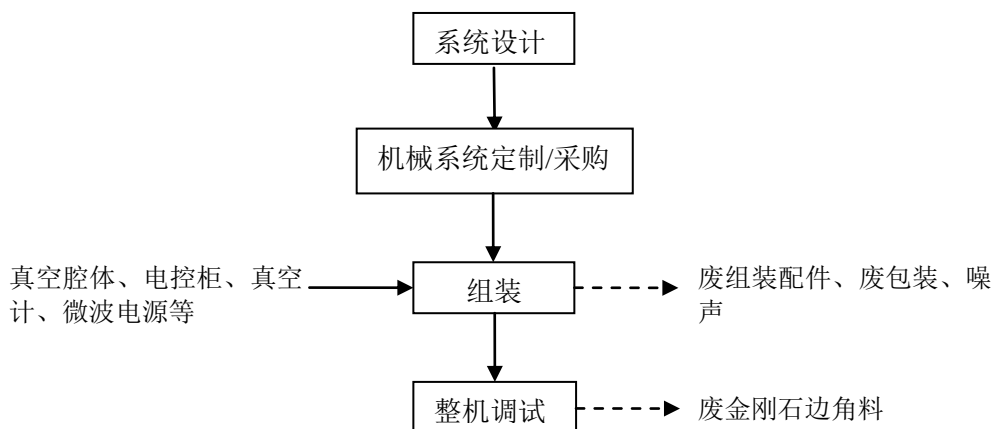 系统设计
机械系统定制/采购
真空腔体、电控柜、真空
计、微波电源等
组装
废组装配件、废包装、噪
声
整机调试
废金刚石边角料